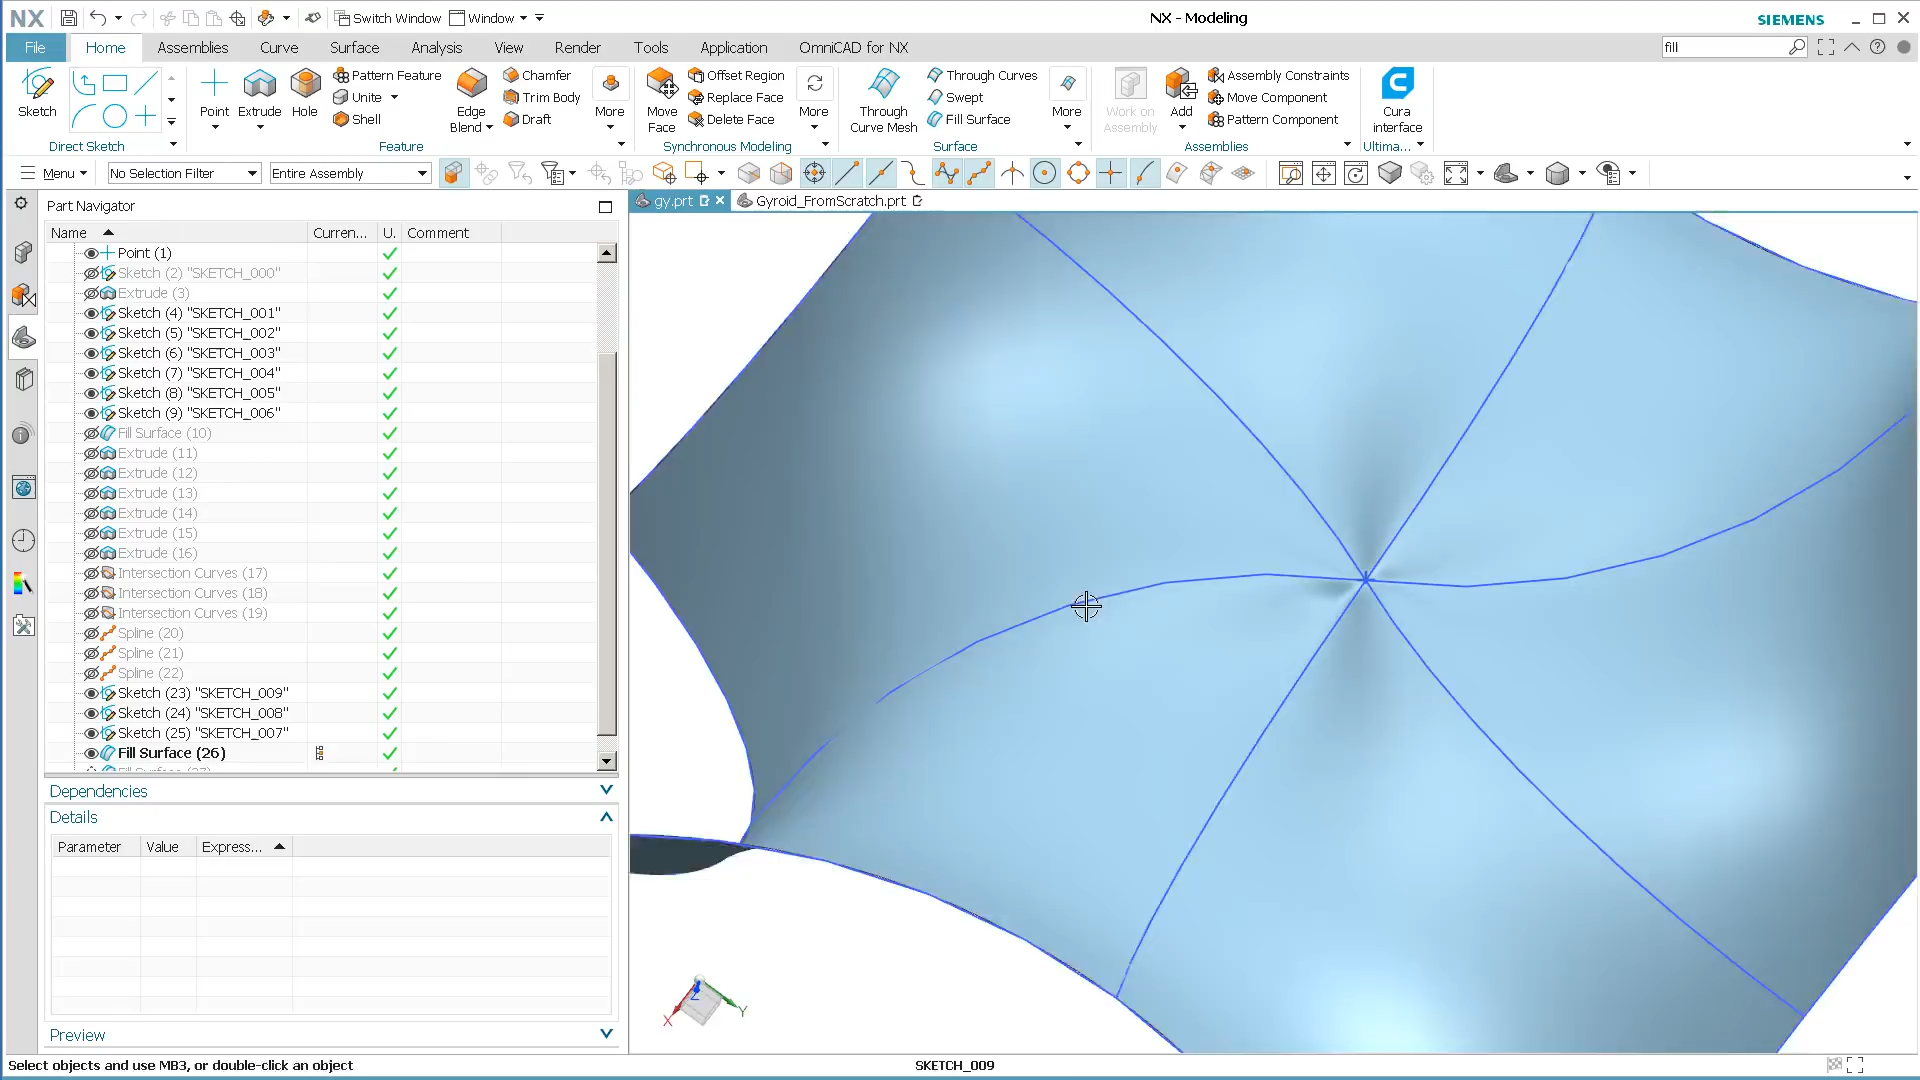 NX
Switch Window
Window
NX - Modeling
SIEMENS
File
Home
Assemblies
Curve
Surface
Analysis
View
Render
Tools
Application
OmniCAD for NX
fill
Sketch
Point
Extrude
Hole
Pattern Feature
Unite
Shell
Edge
Blend
Chamfer
Trim Body
Draft
More
Move
Face
Offset Region
Replace Face
Delete Face
More
Through
Curve Mesh
Through Curves
Swept
Fill Surface
More
Work on
Assembly
Add
Assembly Constraints
Move Component
Pattern Component
Cura
interface
Direct Sketch
Feature
Synchronous Modeling
Surface
Assemblies
Ultima...
Menu
No Selection Filter
Entire Assembly
Part Navigator
gy.prt
Gyroid_FromScratch.prt
Name
Curren...
U.
Comment
Point (1)
Sketch (2) "SKETCH_000"
Extrude (3)
Sketch (4) "SKETCH_001"
Sketch (5) "SKETCH_002"
Sketch (6) "SKETCH_003"
Sketch (7) "SKETCH_004"
Sketch (8) "SKETCH_005"
Sketch (9) "SKETCH_006"
Fill Surface (10)
Extrude (11)
Extrude (12)
Extrude (13)
Extrude (14)
Extrude (15)
Extrude (16)
Intersection Curves (17)
Intersection Curves (18)
Intersection Curves (19)
Spline (20)
Spline (21)
Spline (22)
Sketch (23) "SKETCH_009"
Sketch (24) "SKETCH_008"
Sketch (25) "SKETCH_007"
Fill Surface (26)
Dependencies
Details
Parameter
Value
Express...
Preview
X
Y
Z
Select objects and use MB3, or double-click an object
SKETCH_009